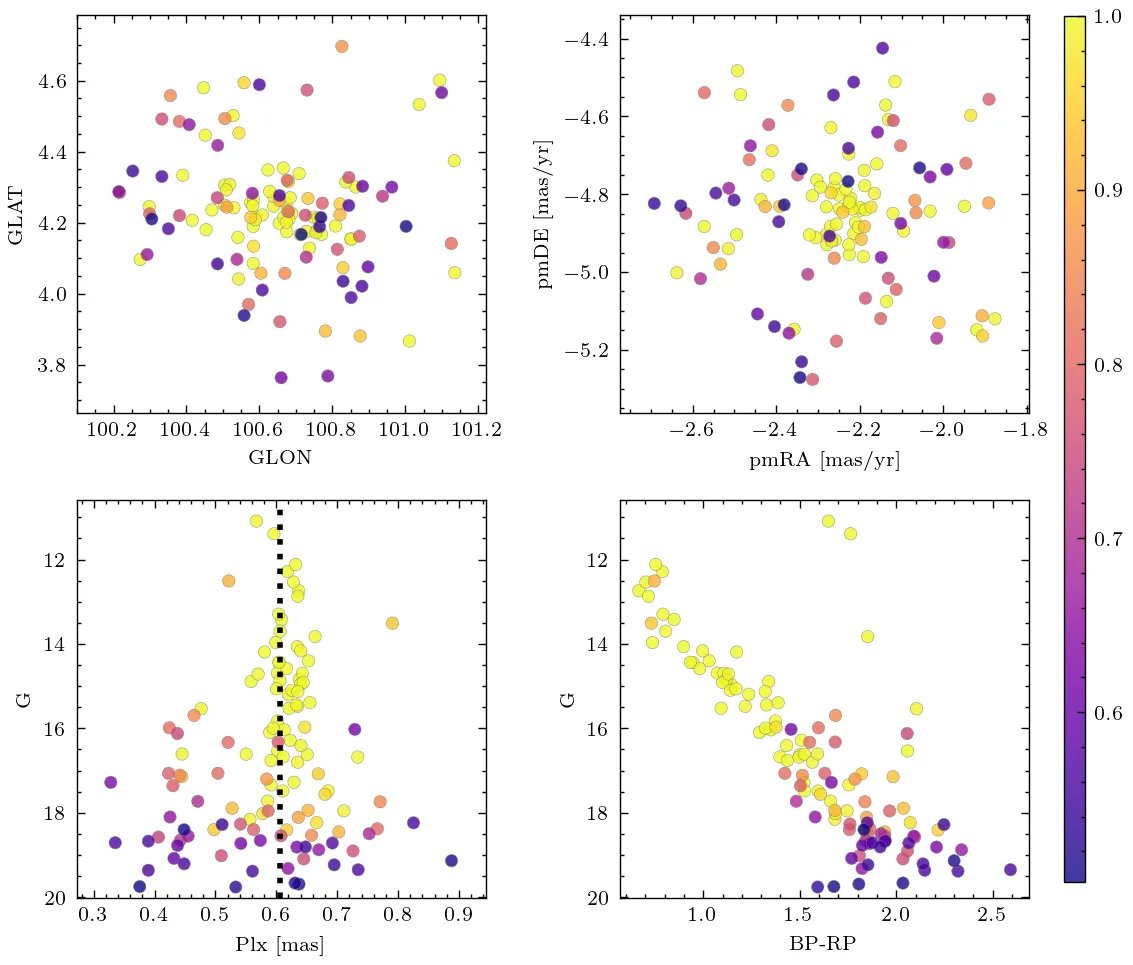 4.6
4.4
4.2
4.0
3.8
GLAT
100.2 100.4 100.6 100.8 101.0 101.2
GLON
−4.4
−4.6
−4.8
−5.0
−5.2
pmDE [mas/yr]
−2.6 −2.4 −2.2 −2.0 −1.8
pmRA [mas/yr]
12
14
16
18
20
G
0.3 0.4 0.5 0.6 0.7 0.8 0.9
Plx [mas]
12
14
16
18
20
G
1.0 1.5 2.0 2.5
BP-RP
1.0
0.9
0.8
0.7
0.6